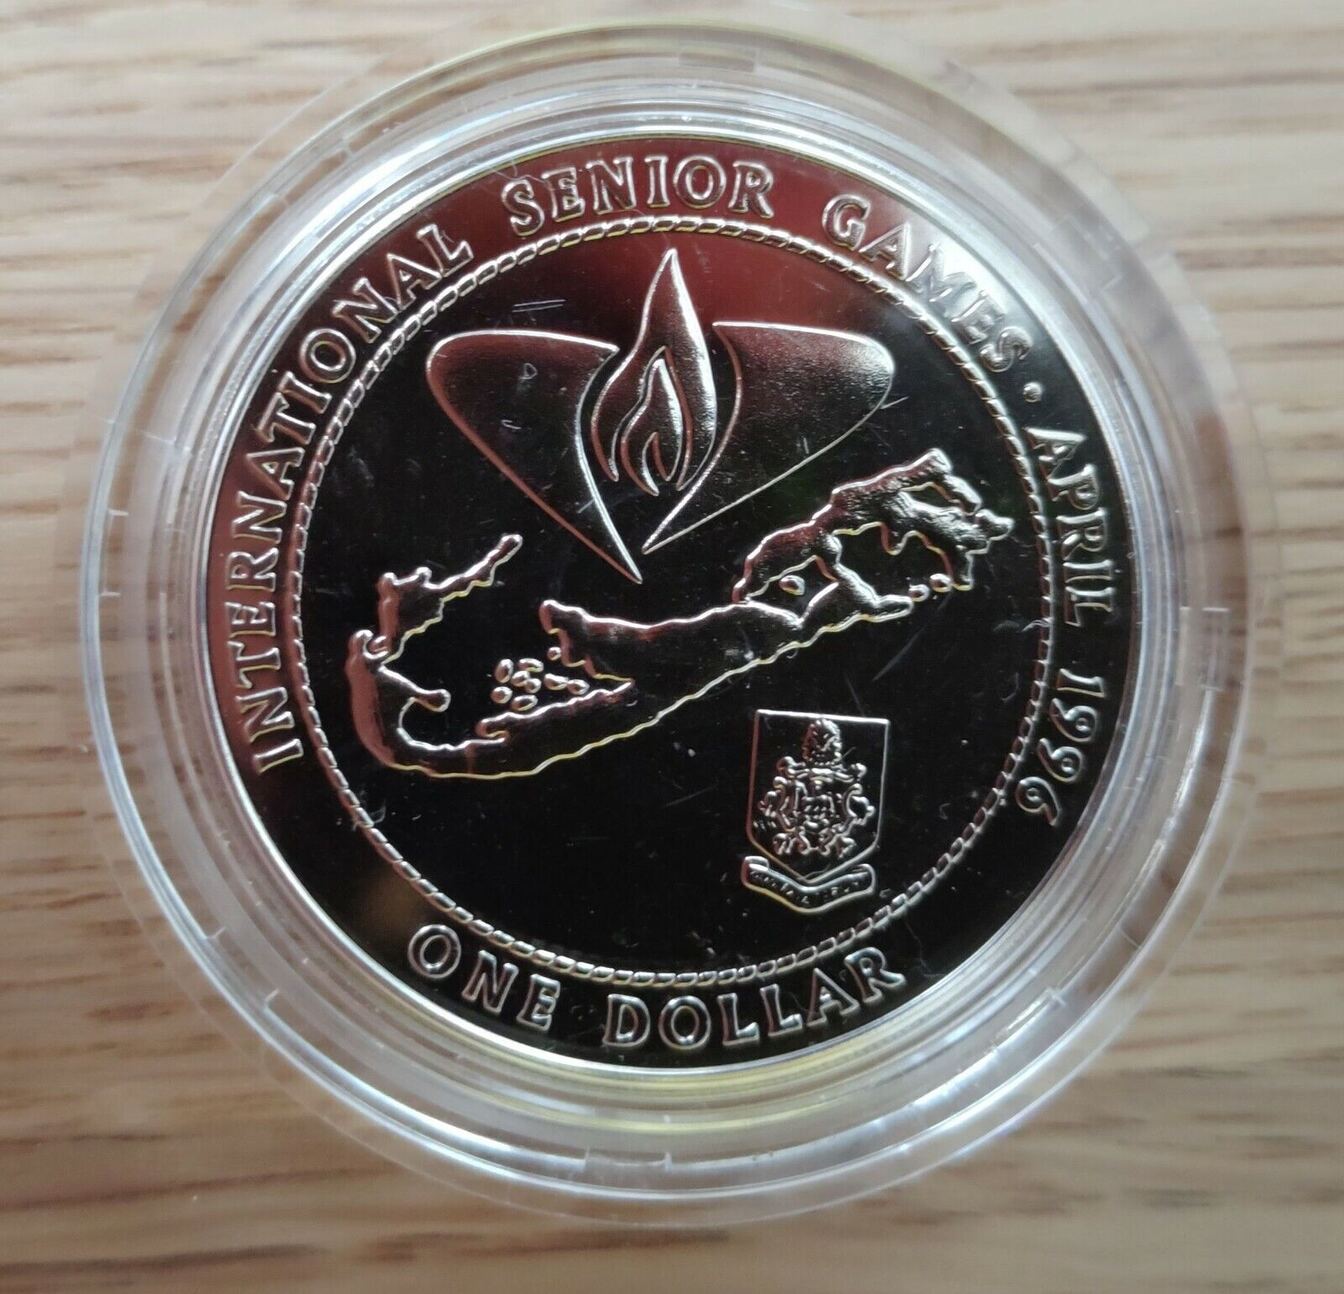 INTERNATIONAL SENIOR GAMES · APRIL 1996
ONE DOLLAR